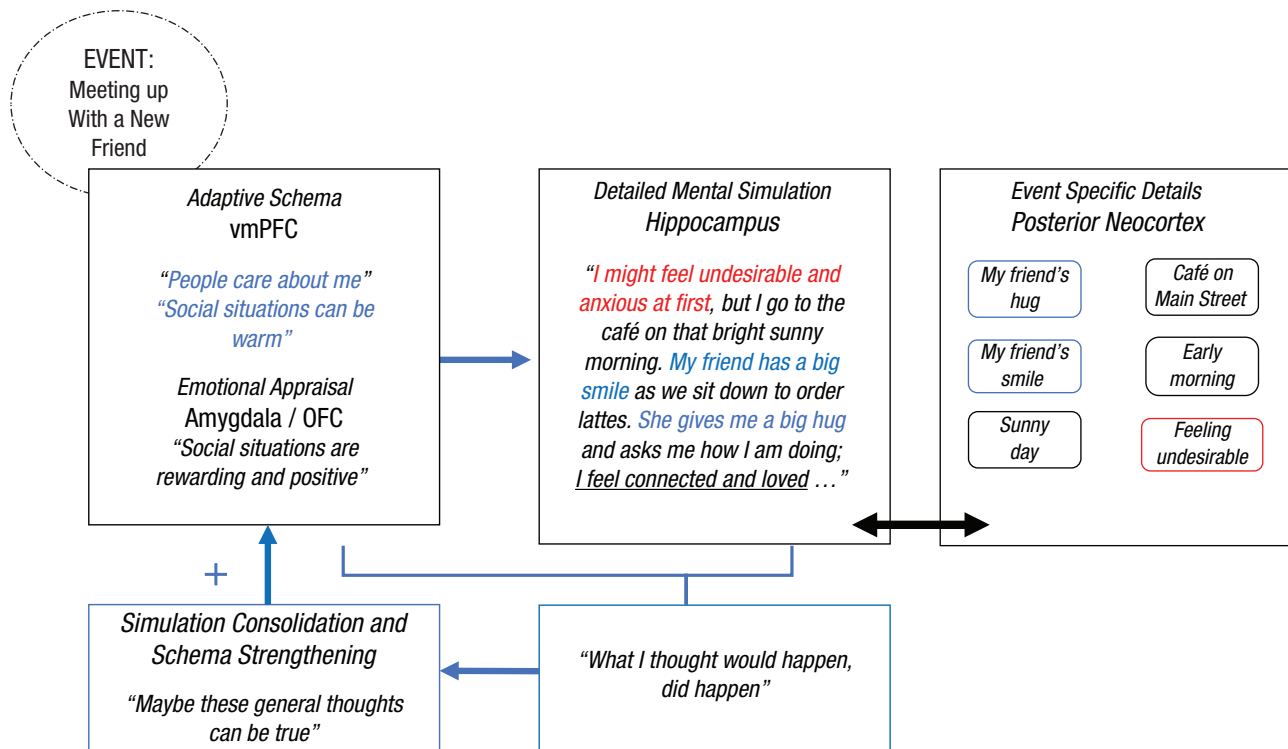 EVENT:
Meeting up
With a New
Friend
Adaptive Schema
vmPFC
“People care about me”
“Social situations can be
warm”
Emotional Appraisal
Amygdala / OFC
“Social situations are
rewarding and positive”
Detailed Mental Simulation
Hippocampus
“I might feel undesirable and
anxious at first, but I go to the
café on that bright sunny
morning. My friend has a big
smile as we sit down to order
lattes. She gives me a big hug
and asks me how I am doing;
I feel connected and loved …”
Event Specific Details
Posterior Neocortex
My friend’s
hug
Café on
Main Street
My friend’s
smile
Early
morning
Sunny
day
Feeling
undesirable
+
Simulation Consolidation and
Schema Strengthening
“Maybe these general thoughts
can be true”
“What I thought would happen,
did happen”